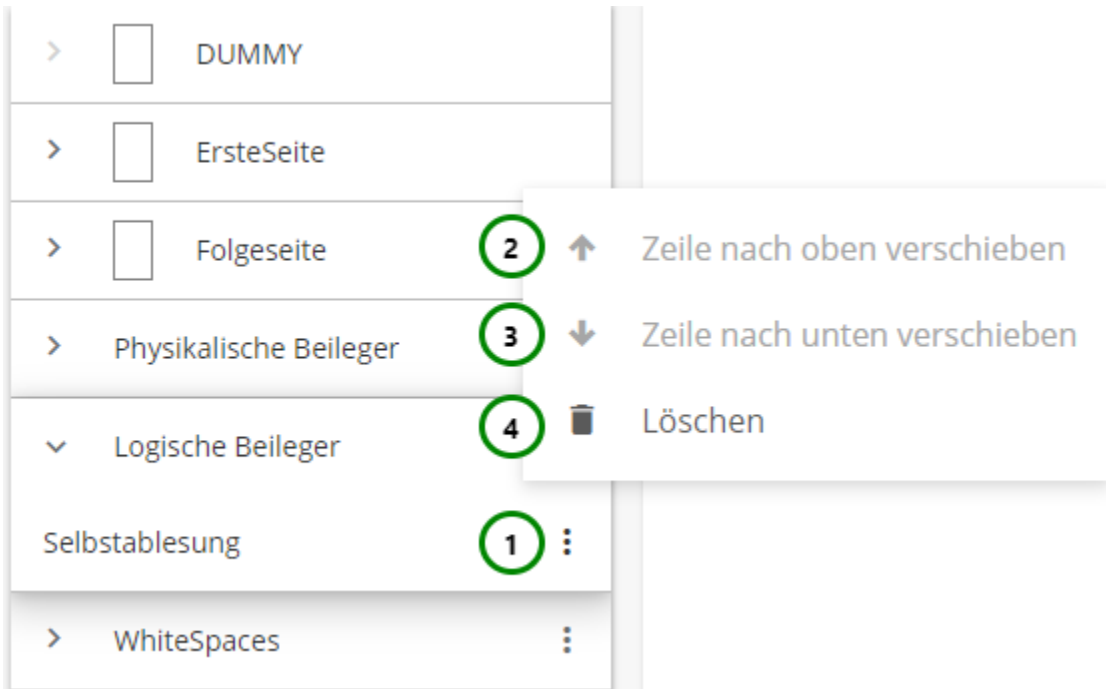 DUMMY
ErsteSeite
Folgeseite
2 Zeile nach oben verschieben
3 Zeile nach unten verschieben
Physikalische Beileger
4 Löschen
Logische Beileger
Selbstablesung 1
WhiteSpaces